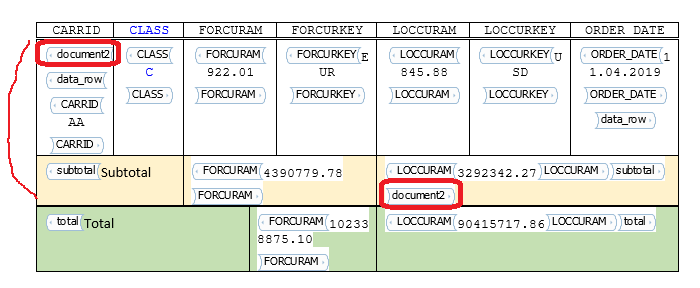 CARRID CLASS FORCURAM FORCURKEY LOCCURAM LOCCURKEY ORDER DATE
document2
data_row
CARRID
AA
CARRID
CLASS
C
CLASS
FORCURAM
922.01
FORCURAM
FORCURKEY E
UR
FORCURKEY
LOCCURAM
845.88
LOCCURAM
LOCCURKEY U
SD
LOCCURKEY
ORDER_DATE 1
1.04.2019
ORDER_DATE
data_row
subtotal Subtotal
FORCURAM 4390779.78
FORCURAM
LOCCURAM 3292342.27 LOCCURAM subtotal
document2
total Total
FORCURAM 10233
8875.10
FORCURAM
LOCCURAM 90415717.86 LOCCURAM total